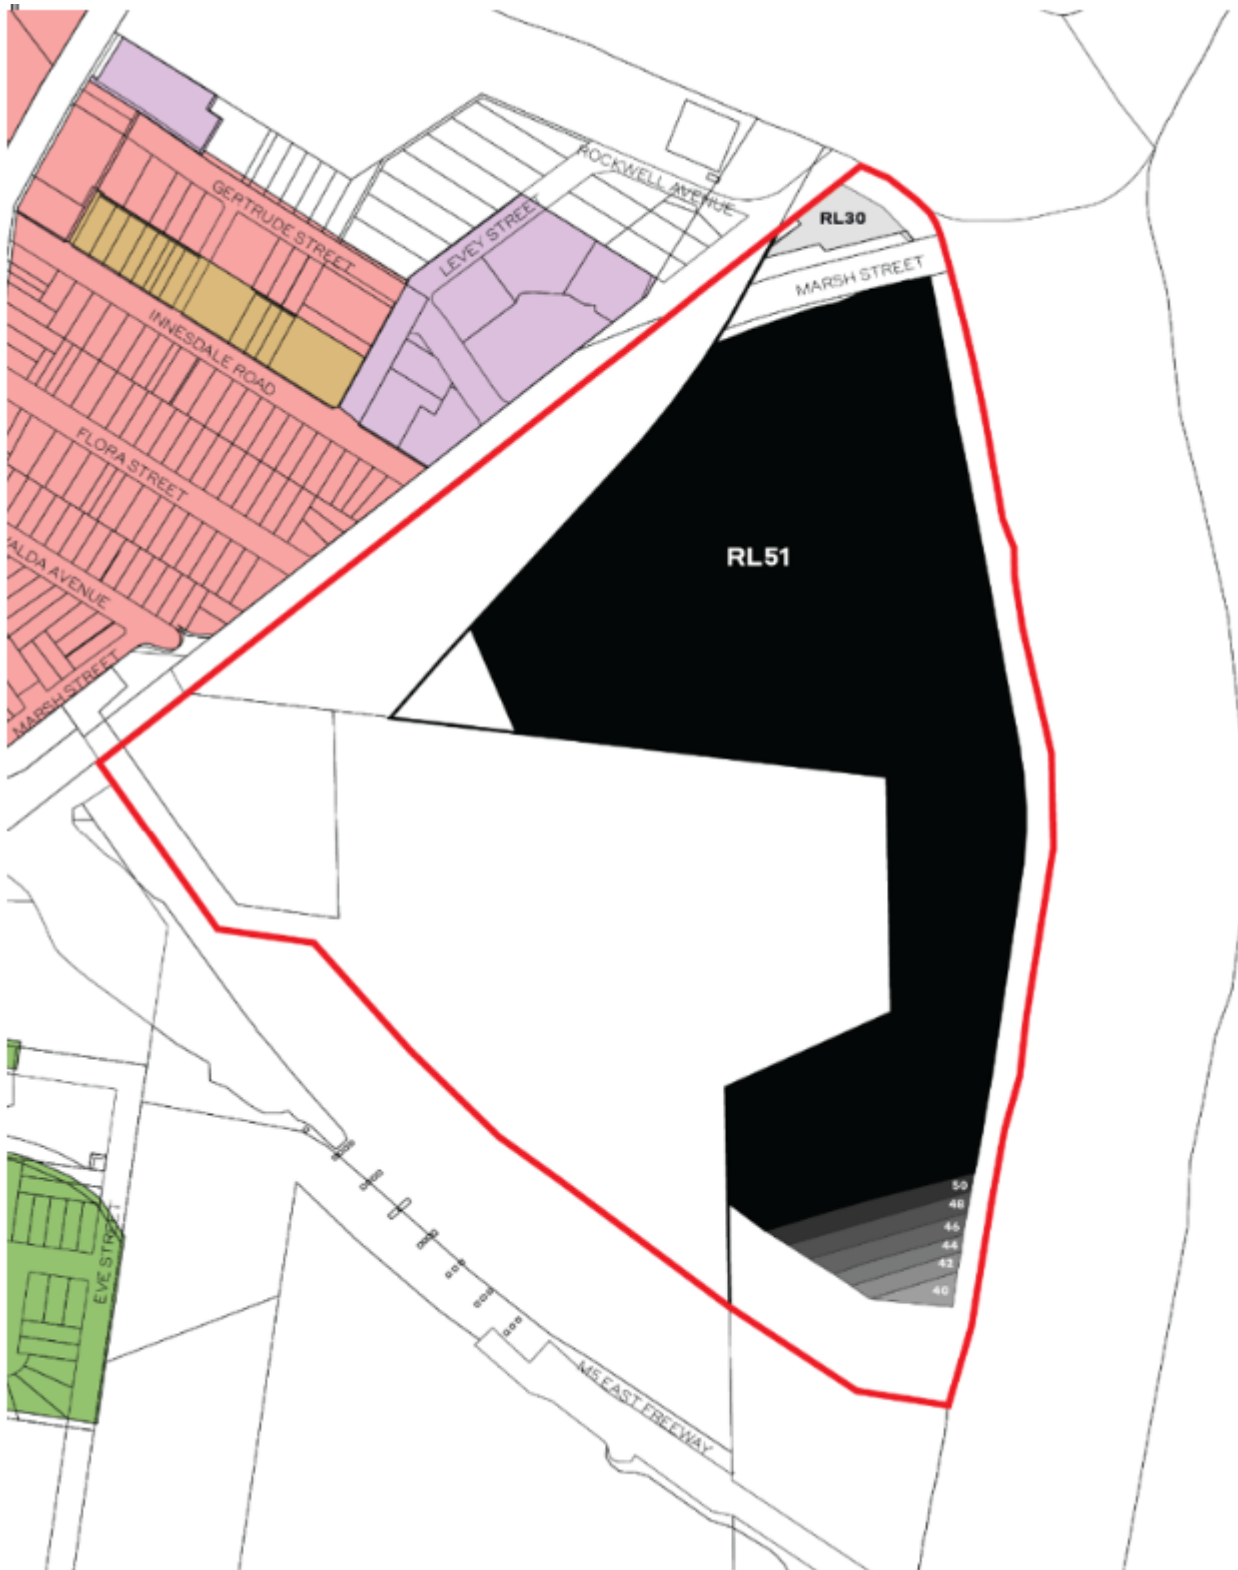 ROCKWELL AVENUE
GERTRUDE STREET
LEVEY STREET
RL30
MARSH STREET
INNESDALE ROAD
FLORA STREET
RL51
VALDA AVENUE
MARSH STREET
50
48
46
44
42
40
EVE STREET
M5 EAST FREEWAY